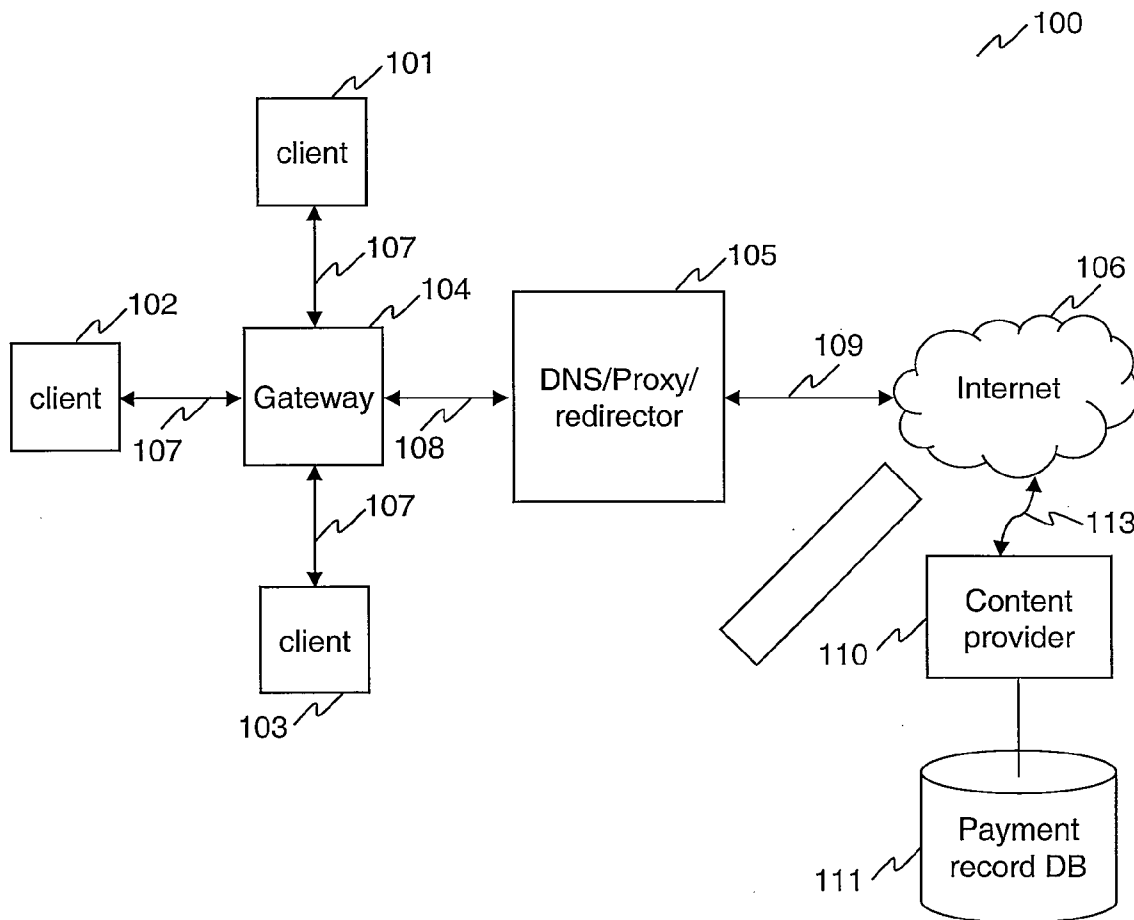 100
101
client
107
102
client
107
104
Gateway
108
105
DNS/Proxy/
redirector
109
106
Internet
107
client
103
113
Content
provider
110
Payment
record DB
111